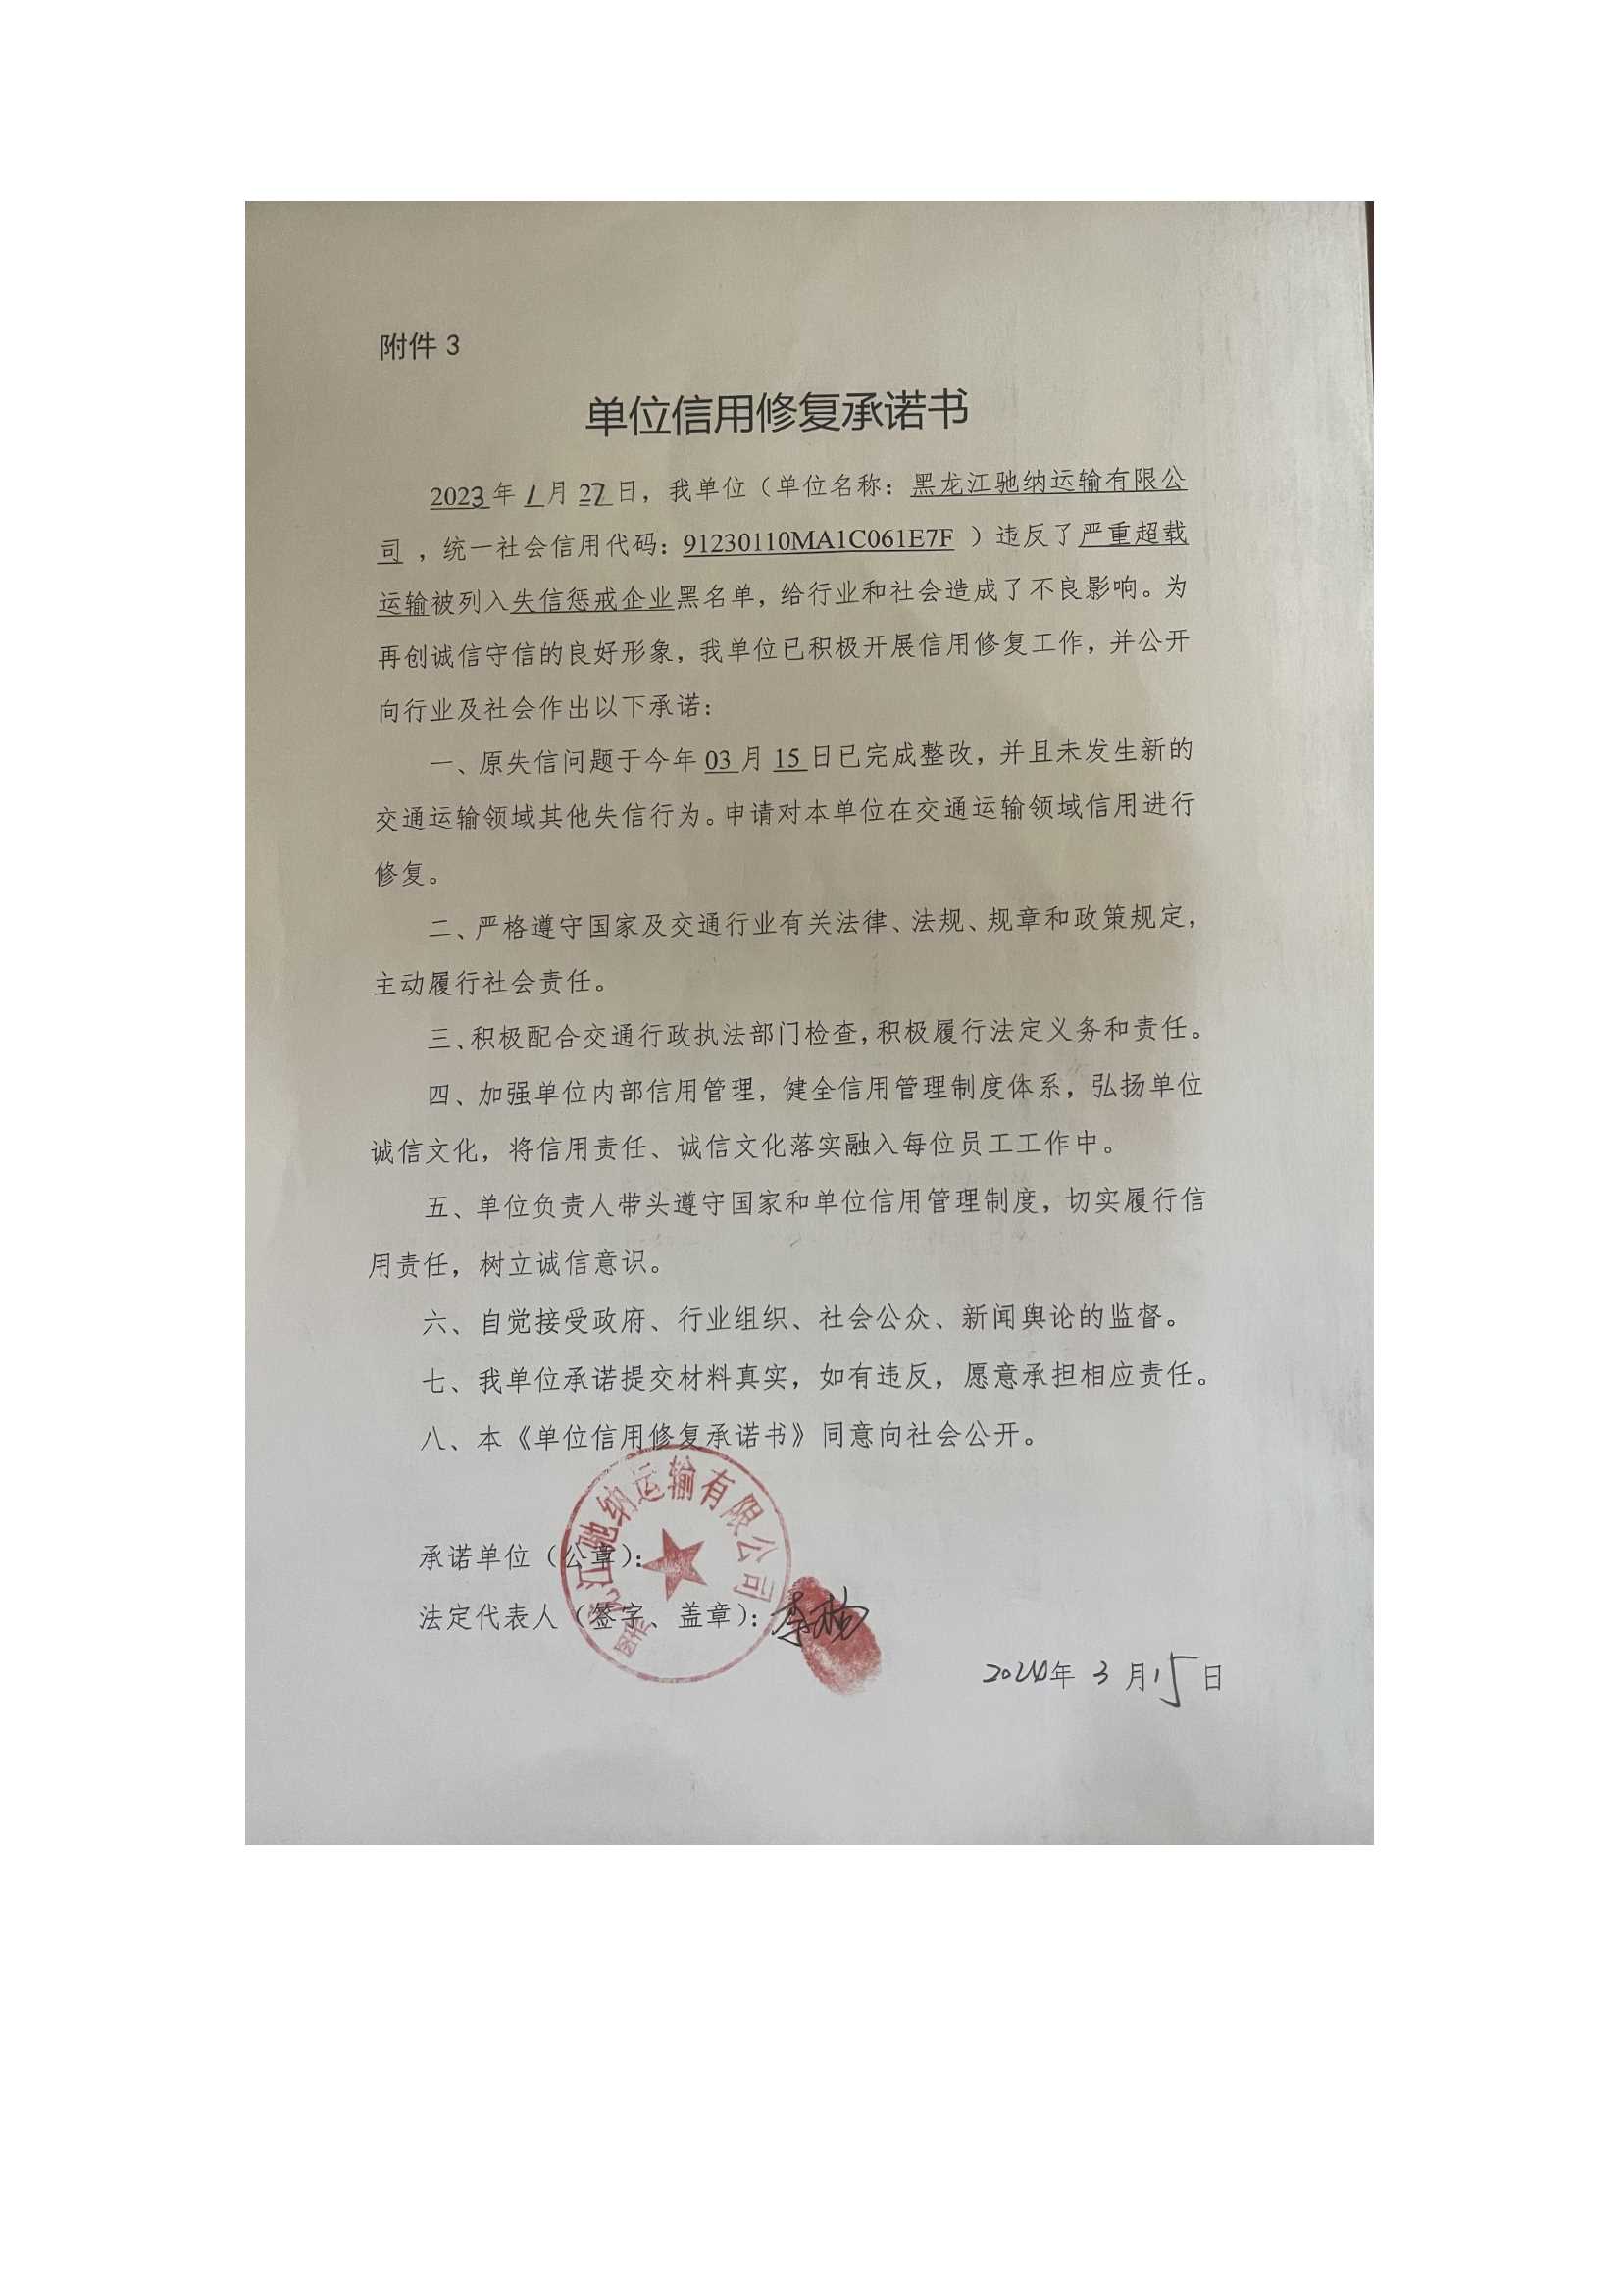 附件 3
单位信用修复承诺书
2023年 1 月 27 日，我单位（单位名称：黑龙江驰纳运输有限公
司 ，统一社会信用代码：91230110MA1C061E7F ）违反了严重超载
运输被列入失信惩戒企业黑名单，给行业和社会造成了不良影响。为
再创诚信守信的良好形象，我单位已积极开展信用修复工作，并公开
向行业及社会作出以下承诺：
一、原失信问题于今年 03 月 15 日已完成整改，并且未发生新的
交通运输领域其他失信行为。申请对本单位在交通运输领域信用进行
修复。
二、严格遵守国家及交通行业有关法律、法规、规章和政策规定，
主动履行社会责任。
三、积极配合交通行政执法部门检查，积极履行法定义务和责任。
四、加强单位内部信用管理，健全信用管理制度体系，弘扬单位
诚信文化，将信用责任、诚信文化落实融入每位员工工作中。
五、单位负责人带头遵守国家和单位信用管理制度，切实履行信
用责任，树立诚信意识。
六、自觉接受政府、行业组织、社会公众、新闻舆论的监督。
七、我单位承诺提交材料真实，如有违反，愿意承担相应责任。
八、本《单位信用修复承诺书》同意向社会公开。
江驰纳运输有限公司
承诺单位（公章）：
法定代表人（签字、盖章）：李杨
2024年 3 月 15 日